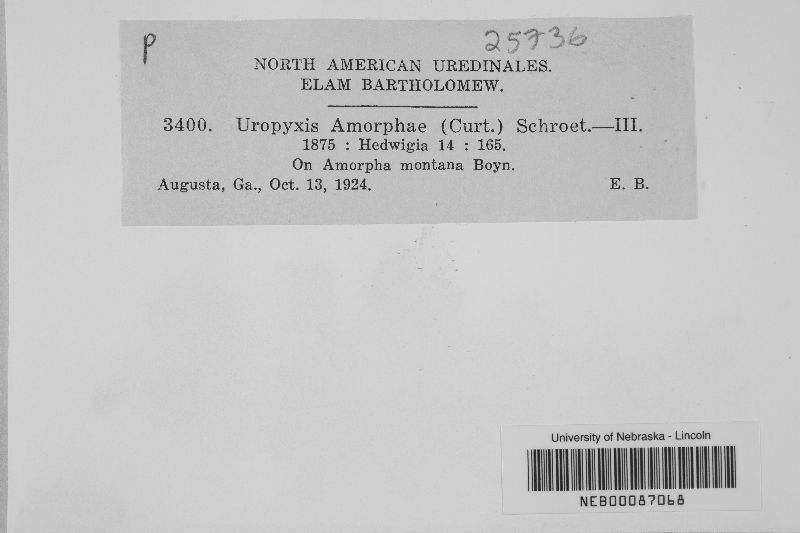 P
25736
NORTH AMERICAN UREDINALES.
ELAM BARTHOLOMEW.
3400. Uropyxis Amorphae (Curt.) Schroet.—III.
1875 : Hedwigia 14 : 165.
On Amorpha montana Boyn.
Augusta, Ga., Oct. 13, 1924. E. B.
University of Nebraska - Lincoln
NEB00087068